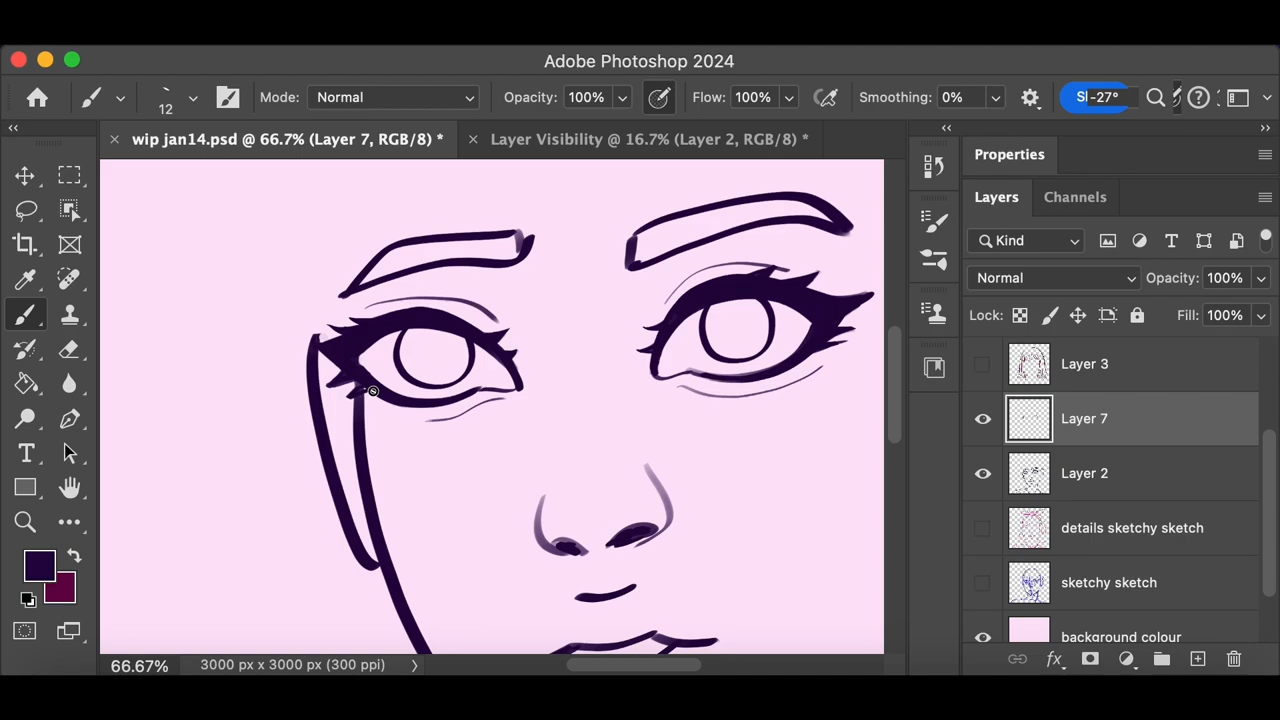 Adobe Photoshop 2024
12
Mode: Normal
Opacity: 100%
Flow: 100%
Smoothing: 0%
-27°
wip jan14.psd @ 66.7% (Layer 7, RGB/8) *
Layer Visibility @ 16.7% (Layer 2, RGB/8) *
Properties
Layers
Channels
Kind
Normal
Opacity: 100%
Lock:
Fill: 100%
Layer 3
Layer 7
Layer 2
details sketchy sketch
sketchy sketch
background colour
66.67%
3000 px x 3000 px (300 ppi)